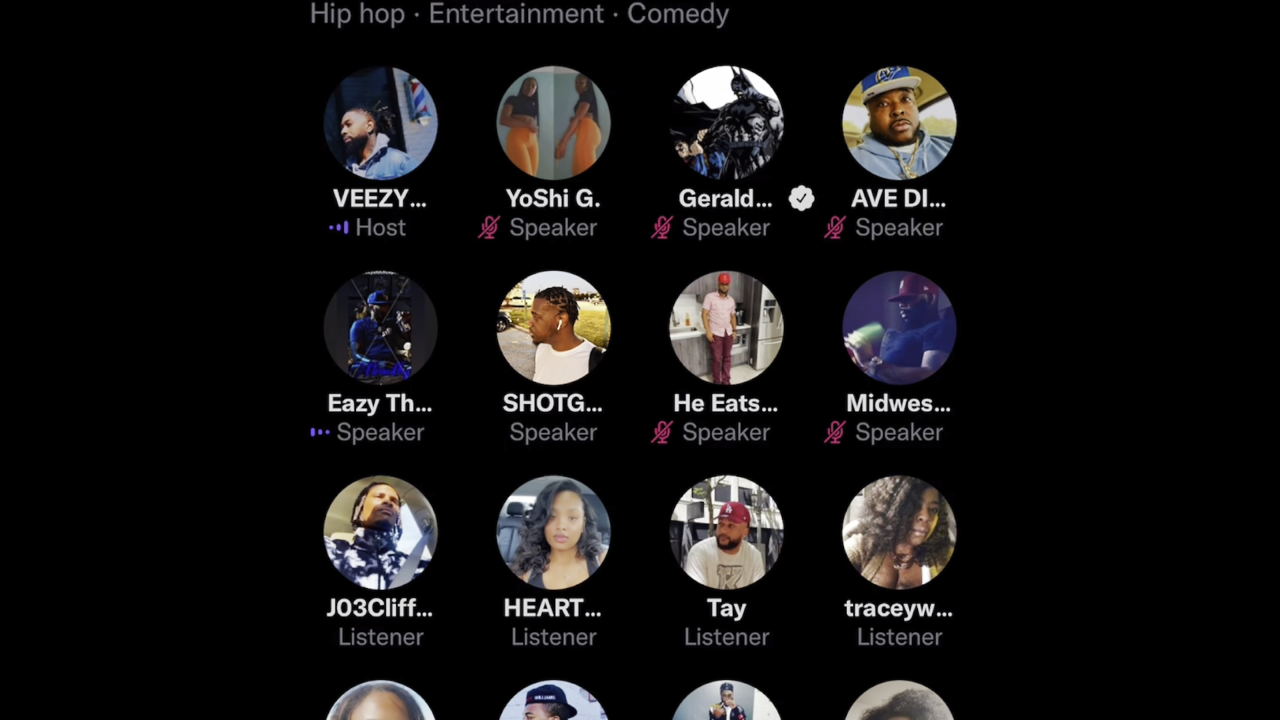 Hip hop · Entertainment · Comedy
VEEZY... YoShi G. Gerald... AVE DI...
Host Speaker Speaker Speaker
Eazy Th... SHOTG... He Eats... Midwes...
Speaker Speaker Speaker Speaker
J03Cliff... HEART... Tay traceyw...
Listener Listener Listener Listener